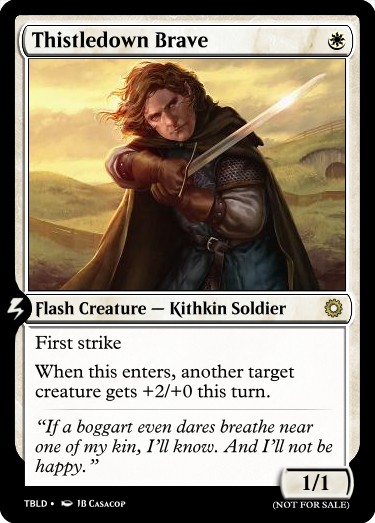 Thistledown Brave
Flash Creature — Kithkin Soldier
First strike
When this enters, another target
creature gets +2/+0 this turn.
“If a boggart even dares breathe near
one of my kin, I’ll know. And I’ll not be
happy.”
1/1
TBLD • JB Casacop
(NOT FOR SALE)